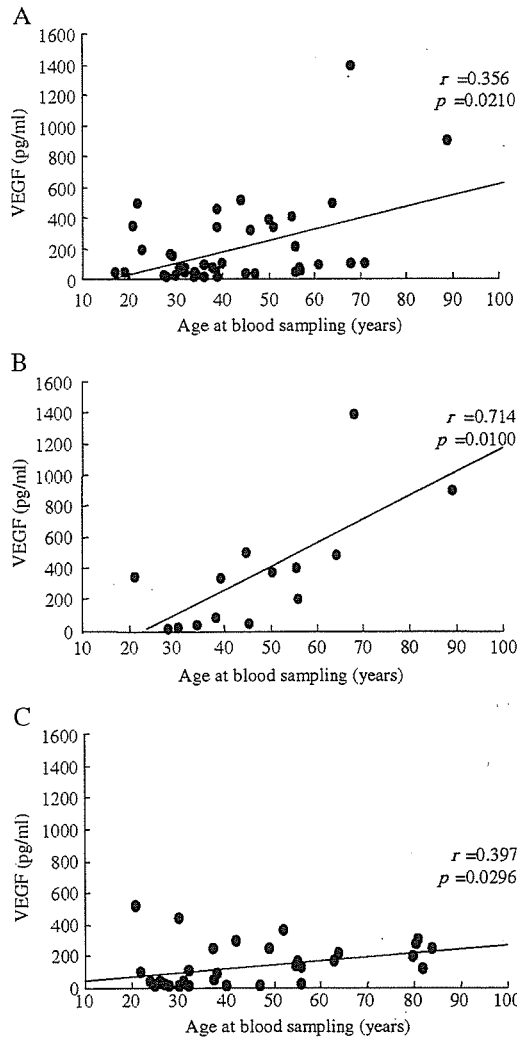 A
1600
1400
1200
1000
800
600
400
200
0
VEGF (pg/ml)
r =0.356
p =0.0210
10 20 30 40 50 60 70 80 90 100
Age at blood sampling (years)
B
1600
1400
1200
1000
800
600
400
200
0
VEGF (pg/ml)
r =0.714
p =0.0100
10 20 30 40 50 60 70 80 90 100
Age at blood sampling (years)
C
1600
1400
1200
1000
800
600
400
200
0
VEGF (pg/ml)
r =0.397
p =0.0296
10 20 30 40 50 60 70 80 90 100
Age at blood sampling (years)